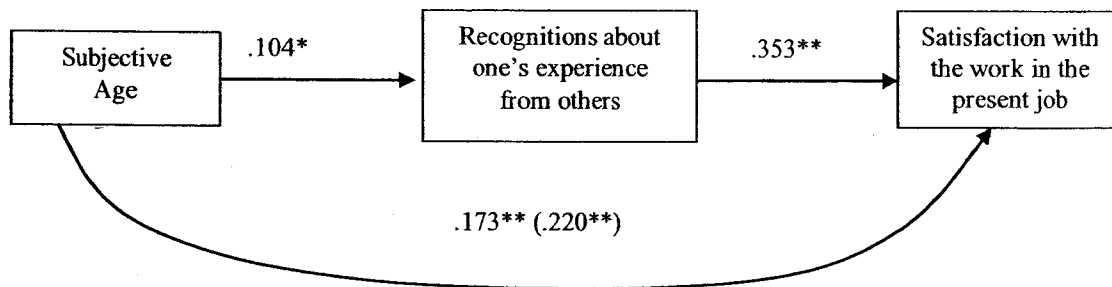 Subjective
Age
.104*
Recognitions about
one's experience
from others
.353**
Satisfaction with
the work in the
present job
.173** (.220**)